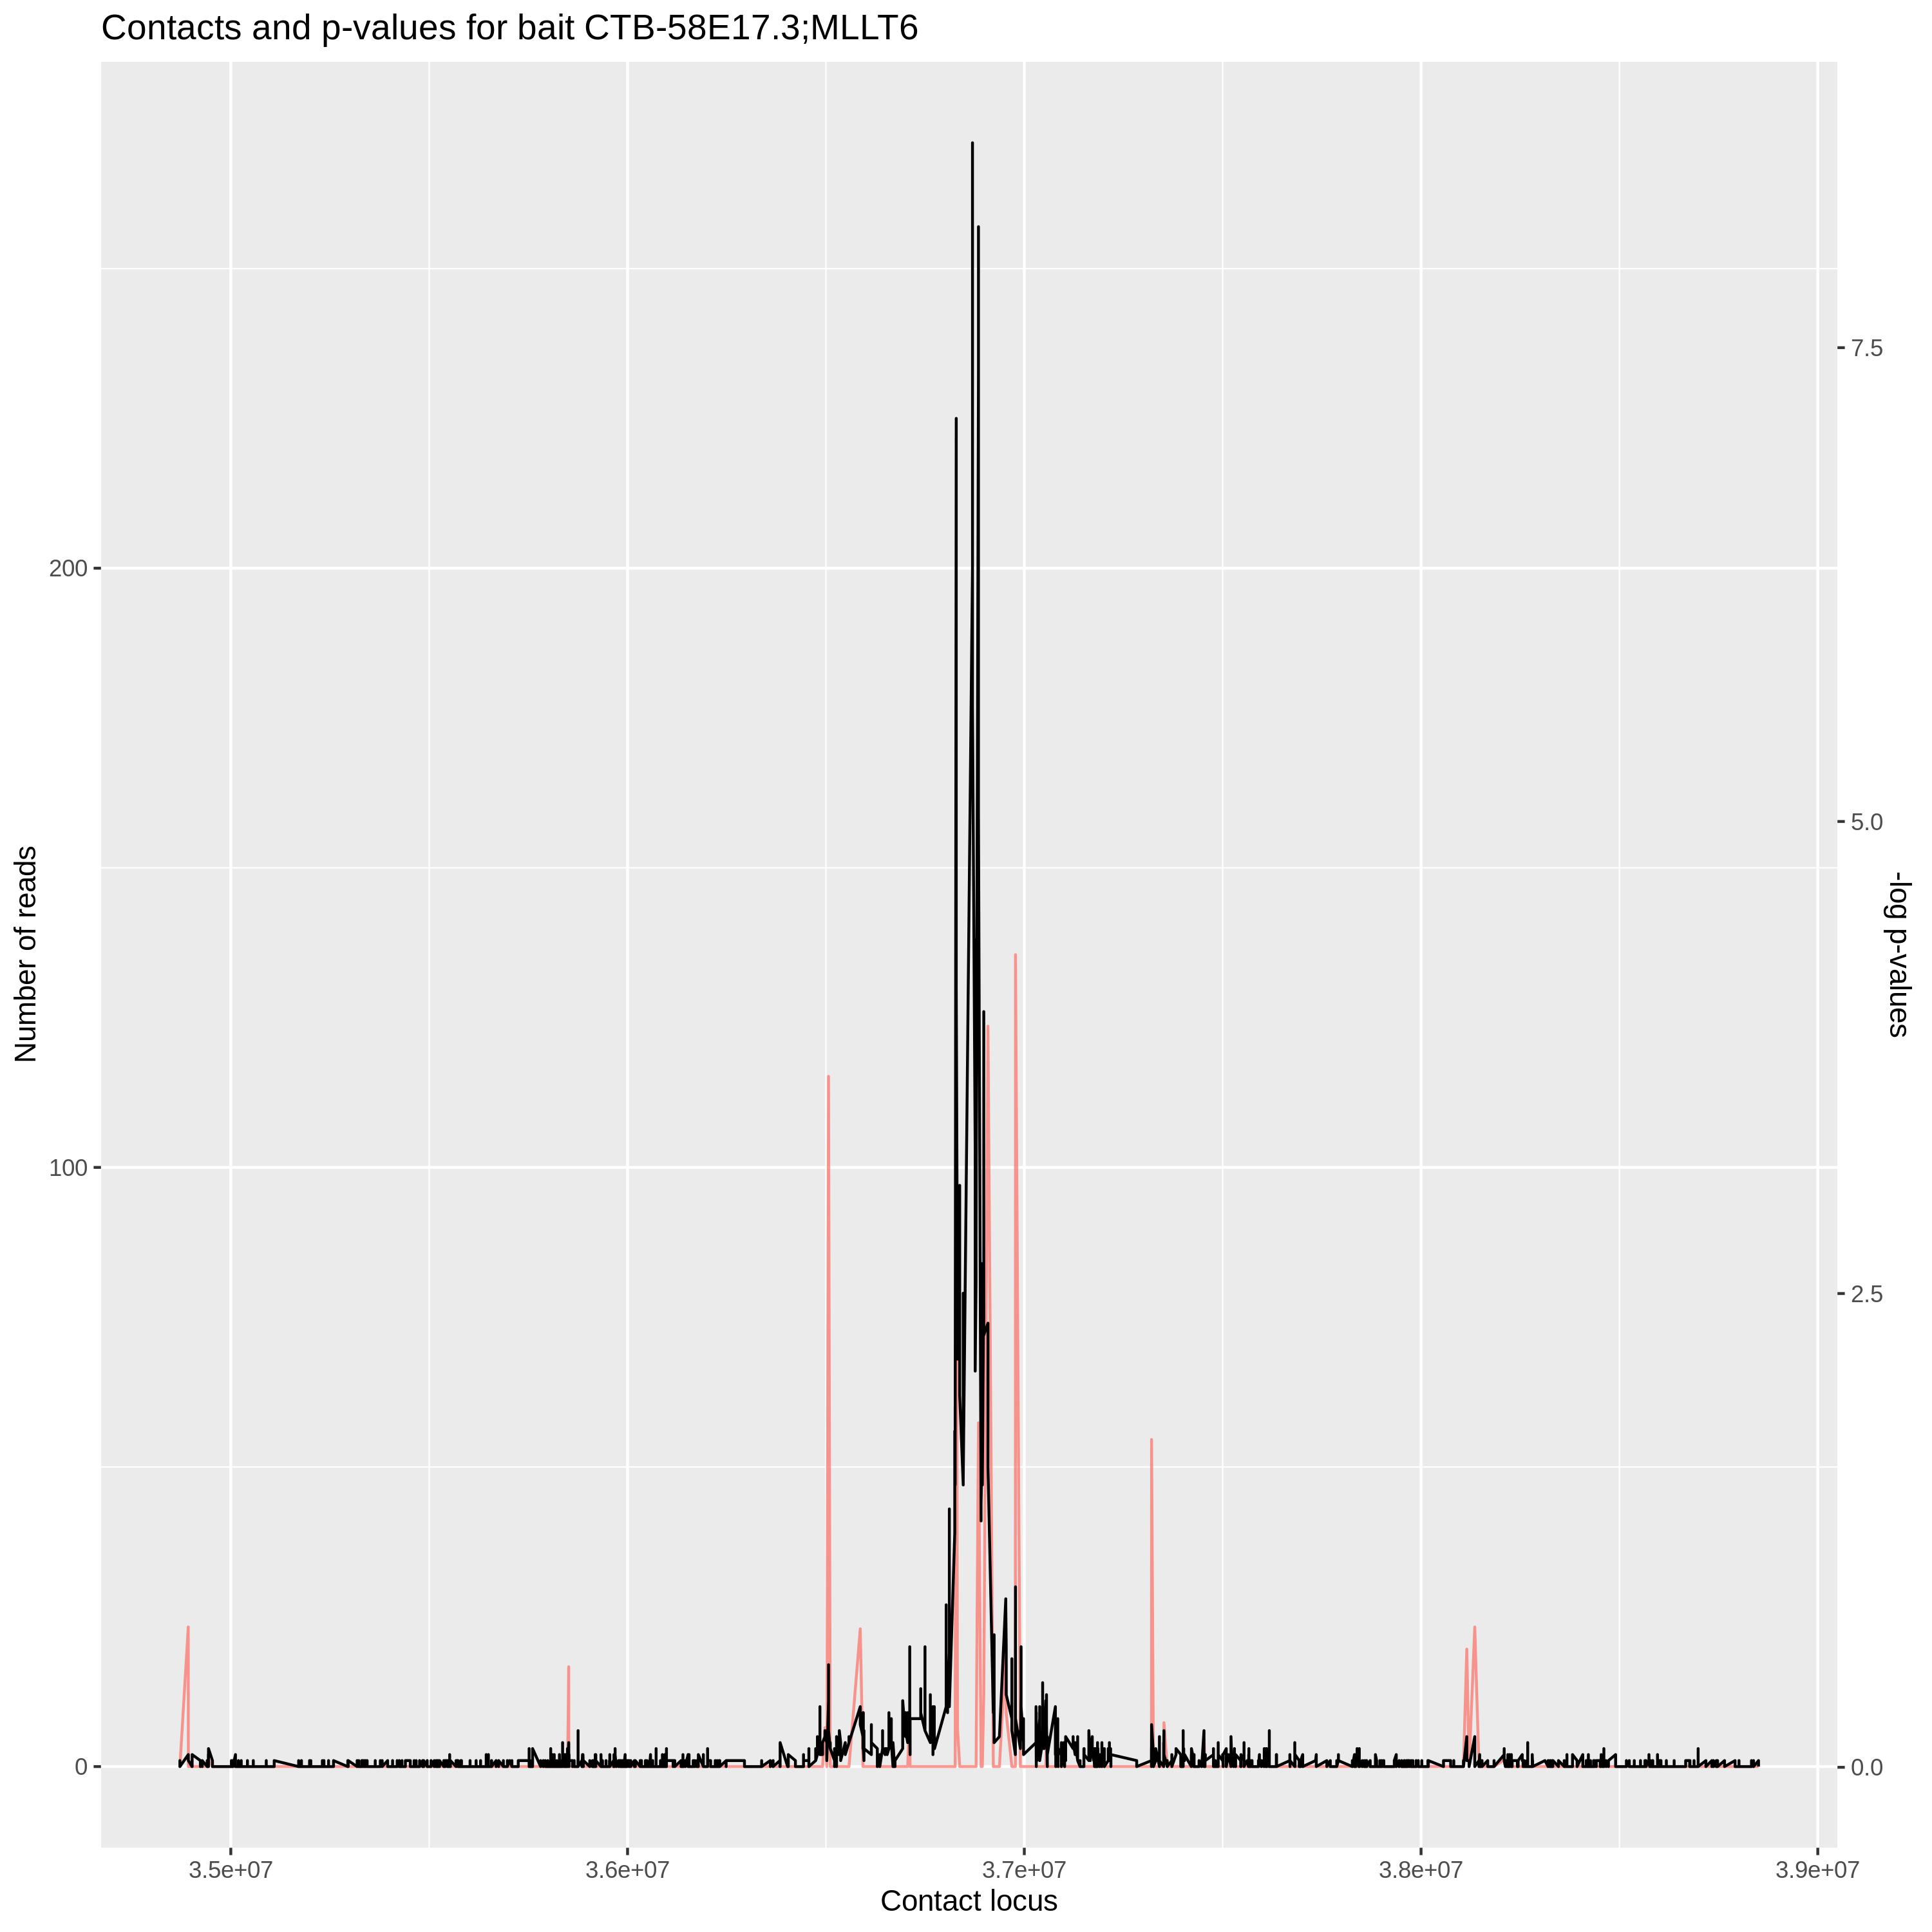 Contacts and p-values for bait CTB-58E17.3;MLLT6
Number of reads
200
100
0
7.5
5.0
2.5
0.0
-log p-values
3.5e+07 3.6e+07 3.7e+07 3.8e+07 3.9e+07
Contact locus